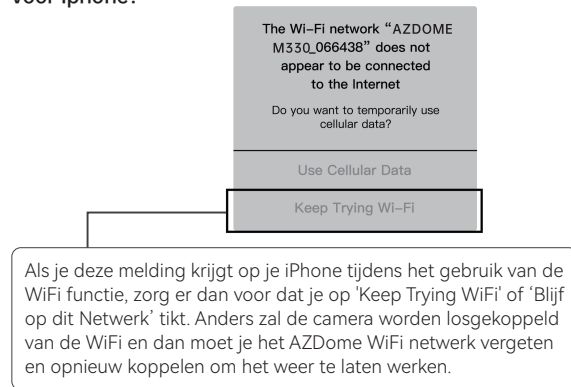 voor iphone?
The Wi-Fi network “AZDOME
M330_066438” does not
appear to be connected
to the Internet
Do you want to temporarily use
cellular data?
Use Cellular Data
Keep Trying Wi-Fi
Als je deze melding krijgt op je iPhone tijdens het gebruik van de
WiFi functie, zorg er dan voor dat je op 'Keep Trying WiFi' of ‘Blijf
op dit Netwerk’ tikt. Anders zal de camera worden losgekoppeld
van de WiFi en dan moet je het AZDome WiFi netwerk vergeten
en opnieuw koppelen om het weer te laten werken.